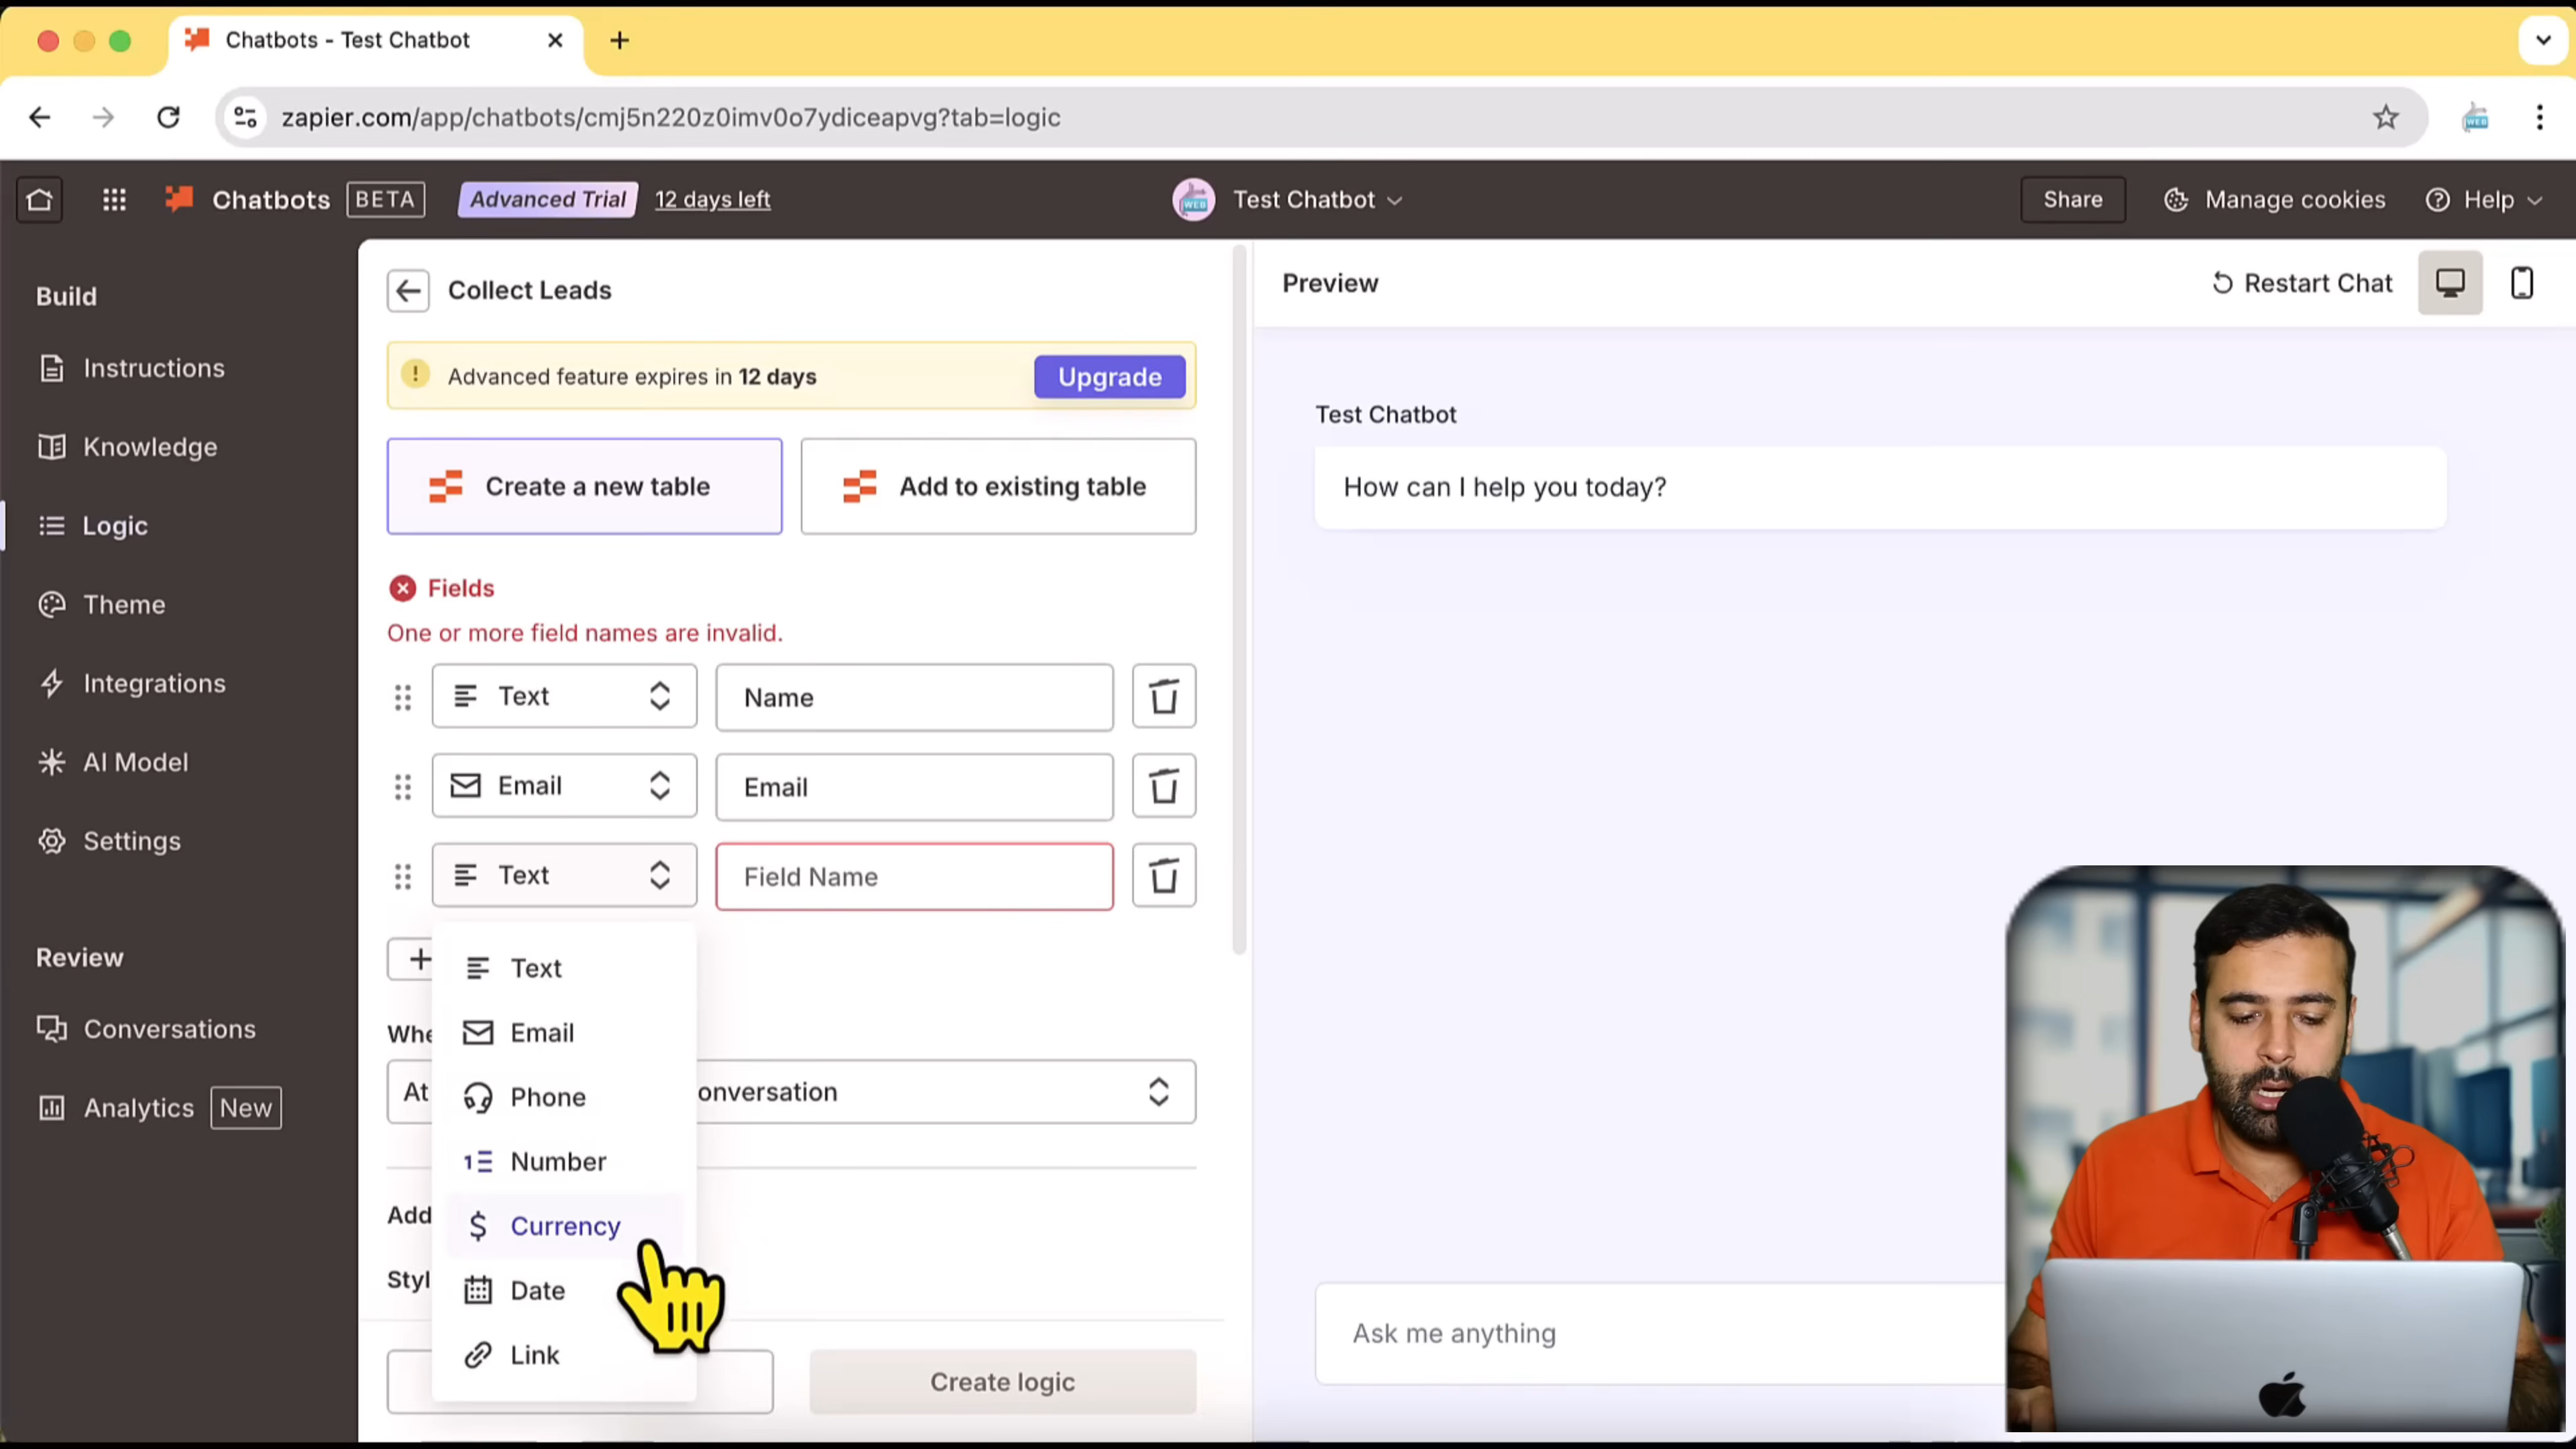 Chatbots - Test Chatbot
zapier.com/app/chatbots/cmj5n220z0imv0o7ydiceapvg?tab=logic
WEB
Chatbots BETA Advanced Trial 12 days left
WEB Test Chatbot
Share Manage cookies Help
Build
Instructions
Knowledge
Logic
Theme
Integrations
AI Model
Settings
Review
Conversations
Analytics New
Collect Leads
! Advanced feature expires in 12 days Upgrade
Create a new table Add to existing table
Fields
One or more field names are invalid.
Text Name
Email Email
Text Field Name
+
Text
Email
Phone
1 Number
$ Currency
Date
Link
Whe
At onversation
Add
Styl
Create logic
Preview
Restart Chat
Test Chatbot
How can I help you today?
Ask me anything